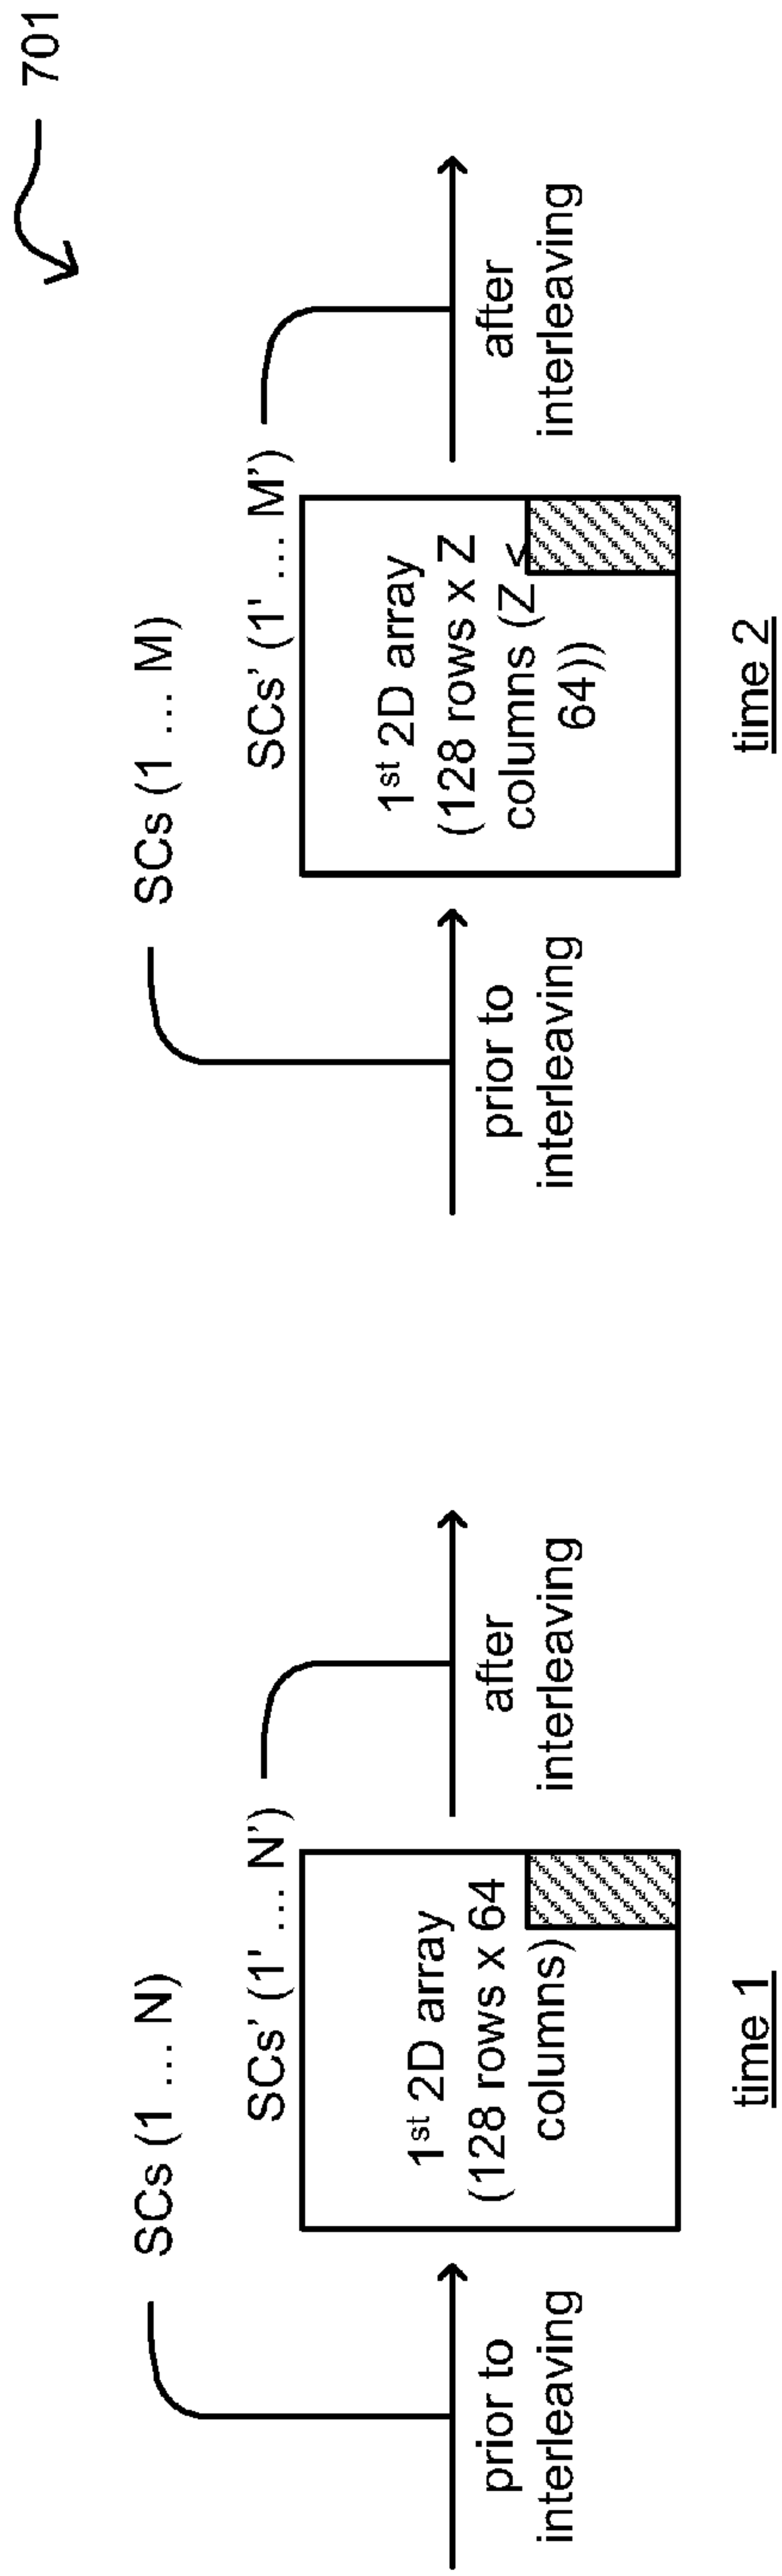 701
SCs (1 … N)
SCs’ (1' … N’)
prior to
interleaving
1st 2D array
(128 rows x 64
columns)
after
interleaving
time 1
SCs (1 … M)
SCs’ (1' … M’)
prior to
interleaving
1st 2D array
(128 rows x Z
columns (Z <
64))
after
interleaving
time 2